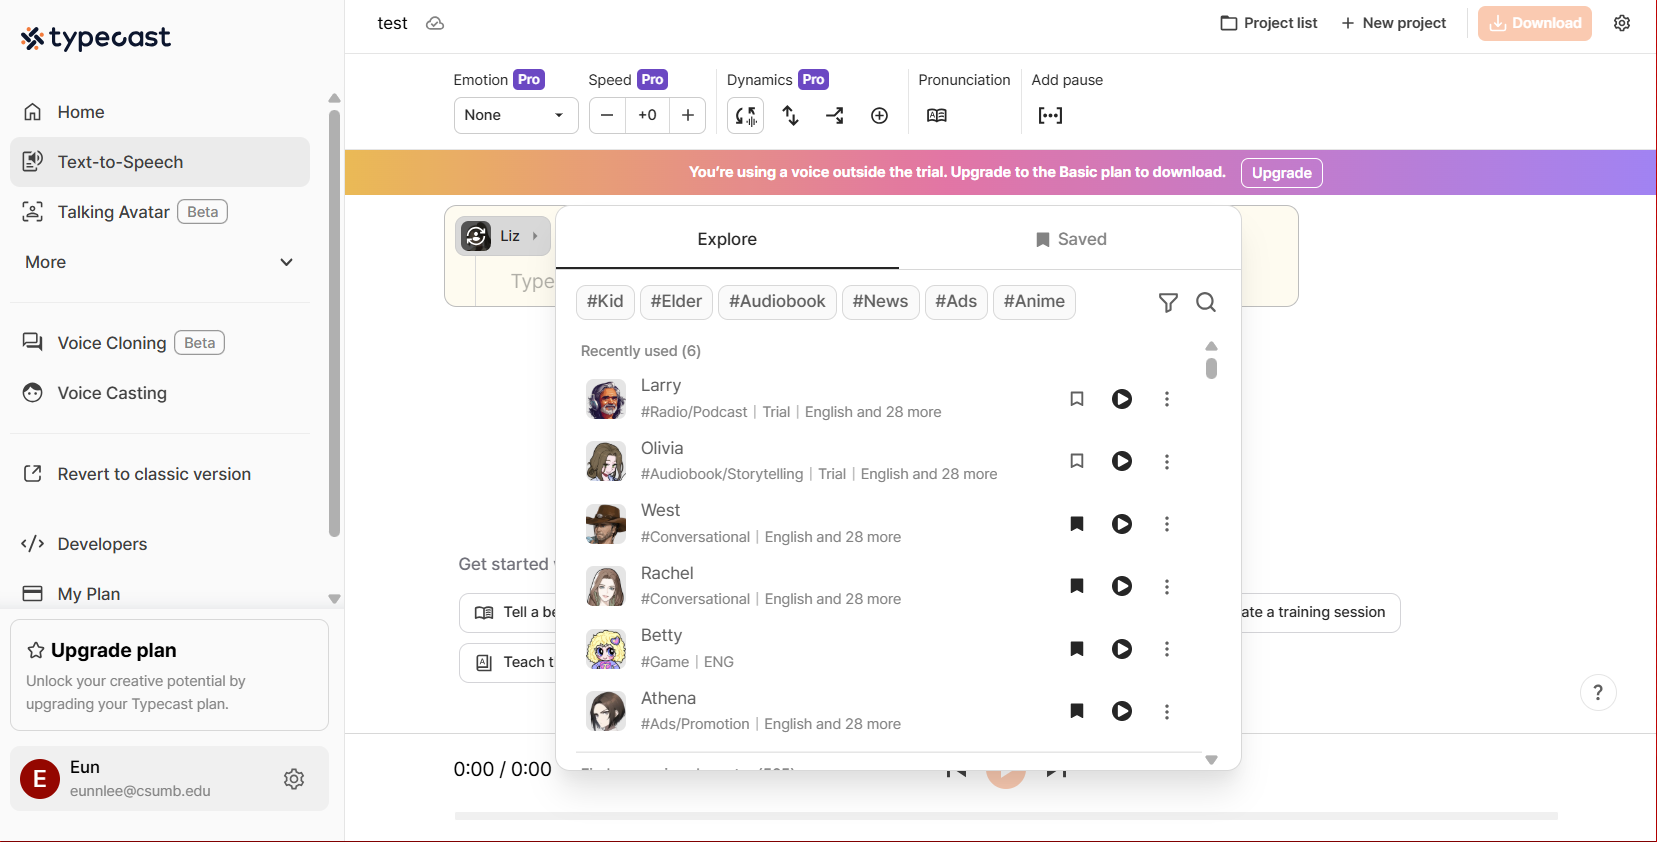 typecast
Home
Text-to-Speech
Talking Avatar Beta
More
Voice Cloning Beta
Voice Casting
Revert to classic version
Developers
My Plan
Upgrade plan
Unlock your creative potential by
upgrading your Typecast plan.
E
Eun
eunnlee@csumb.edu
test
Project list
New project
Download
Emotion Pro
Speed Pro
Dynamics Pro
Pronunciation
Add pause
None
+0
You're using a voice outside the trial. Upgrade to the Basic plan to download.
Upgrade
Liz
Type
Explore
Saved
#Kid
#Elder
#Audiobook
#News
#Ads
#Anime
Recently used (6)
Larry
#Radio/Podcast | Trial | English and 28 more
Olivia
#Audiobook/Storytelling | Trial | English and 28 more
West
#Conversational | English and 28 more
Rachel
#Conversational | English and 28 more
Betty
#Game | ENG
Athena
#Ads/Promotion | English and 28 more
Get started
Tell a be
ate a training session
Teach t
?
0:00 / 0:00